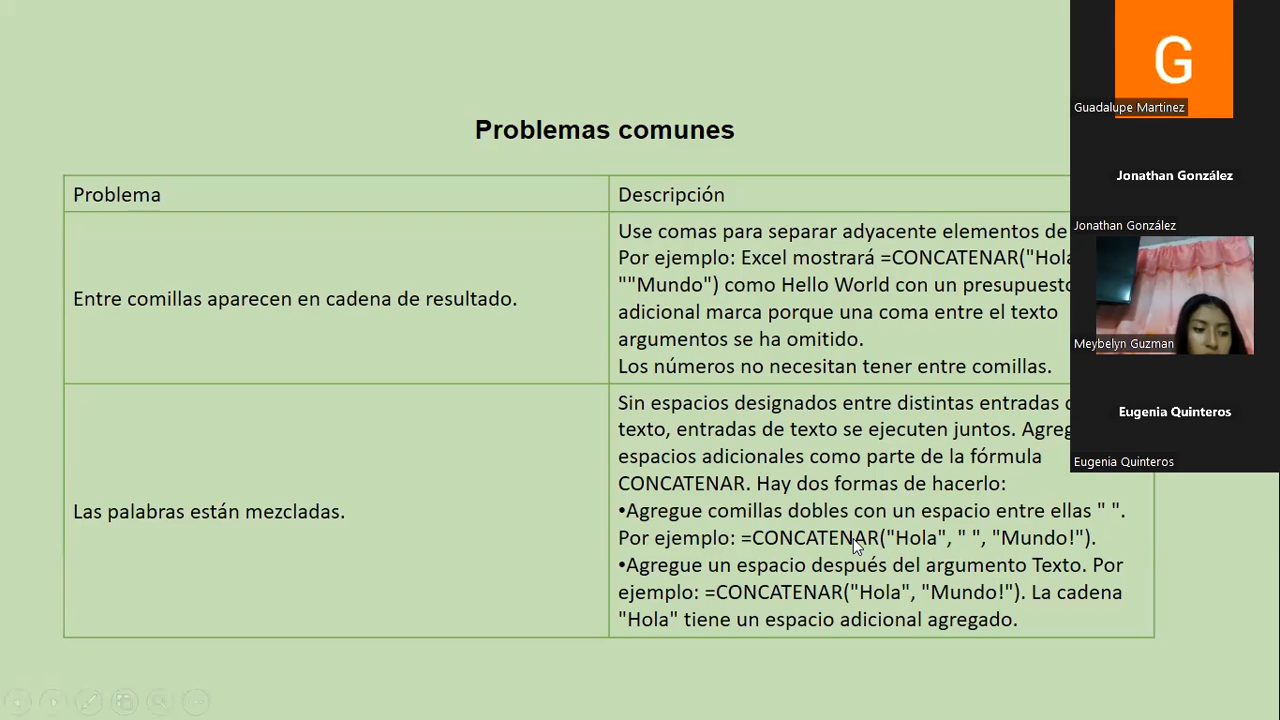 Problemas comunes
Problema
Descripción
Entre comillas aparecen en cadena de resultado.
Use comas para separar adyacente elementos de
Por ejemplo: Excel mostrará =CONCATENAR("Hola
""Mundo") como Hello World con un presupuesto
adicional marca porque una coma entre el texto
argumentos se ha omitido.
Los números no necesitan tener entre comillas.
Las palabras están mezcladas.
Sin espacios designados entre distintas entradas
texto, entradas de texto se ejecuten juntos.
espacios adicionales como parte de la fórmula
CONCATENAR. Hay dos formas de hacerlo:
•Agregue comillas dobles con un espacio entre ellas " ".
Por ejemplo: =CONCATENAR("Hola", " ", "Mundo!").
•Agregue un espacio después del argumento Texto. Por
ejemplo: =CONCATENAR("Hola", "Mundo!"). La cadena
"Hola" tiene un espacio adicional agregado.
G
Guadalupe Martinez
Jonathan González
Jonathan González
Meybelyn Guzman
Eugenia Quinteros
Eugenia Quinteros